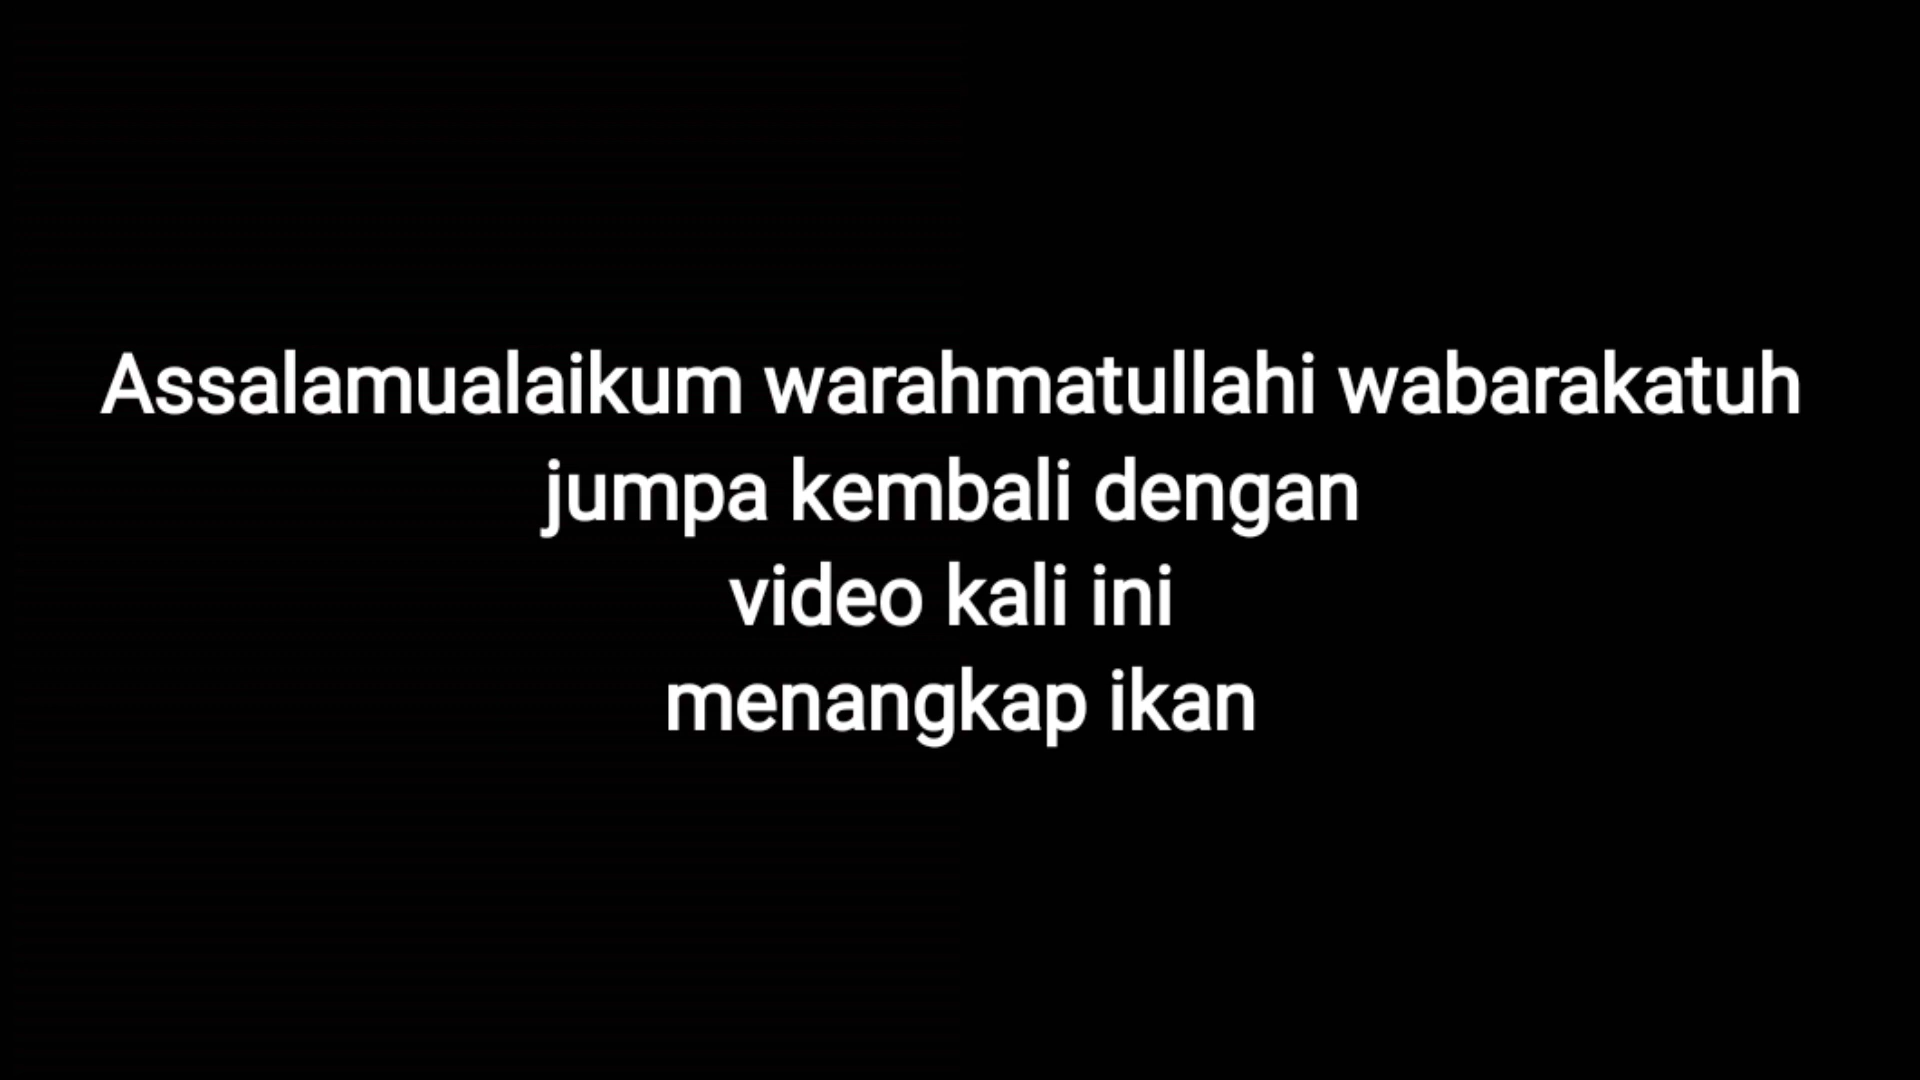 Assalamualaikum warahmatullahi wabarakatuh
jumpa kembali dengan
video kali ini
menangkap ikan